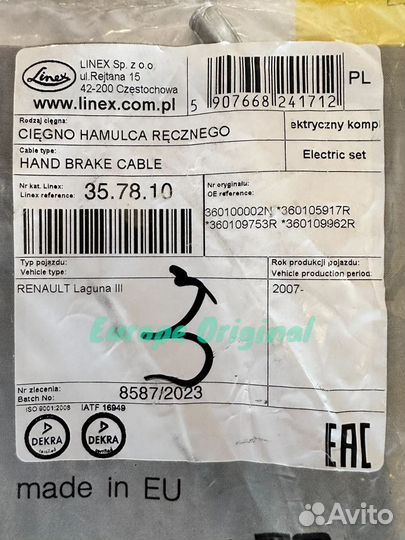 Linex
LINEX Sp. z o.o.
ul.Rejtana 15
42-200 Częstochowa
www.linex.com.pl
PL
5 907668 241712
Rodzaj cięgna:
CIĘGNO HAMULCA RĘCZNEGO
ektryczny kompl
Cable type:
HAND BRAKE CABLE
Electric set
Nr kat. Linex:
Linex reference:
35.78.10
Nr oryginału:
OE reference:
360100002N *360105917R
*360109753R *360109962R
Typ pojazdu:
Vehicle type:
Rok produkcji pojazdu:
Vehicle production period:
RENAULT Laguna III
2007-
3
Europe Original
Nr zlecenia:
Batch No:
8587/2023
ISO 9001:2008
IATF 16949
DEKRA
DEKRA
EAC
made in EU
Avito